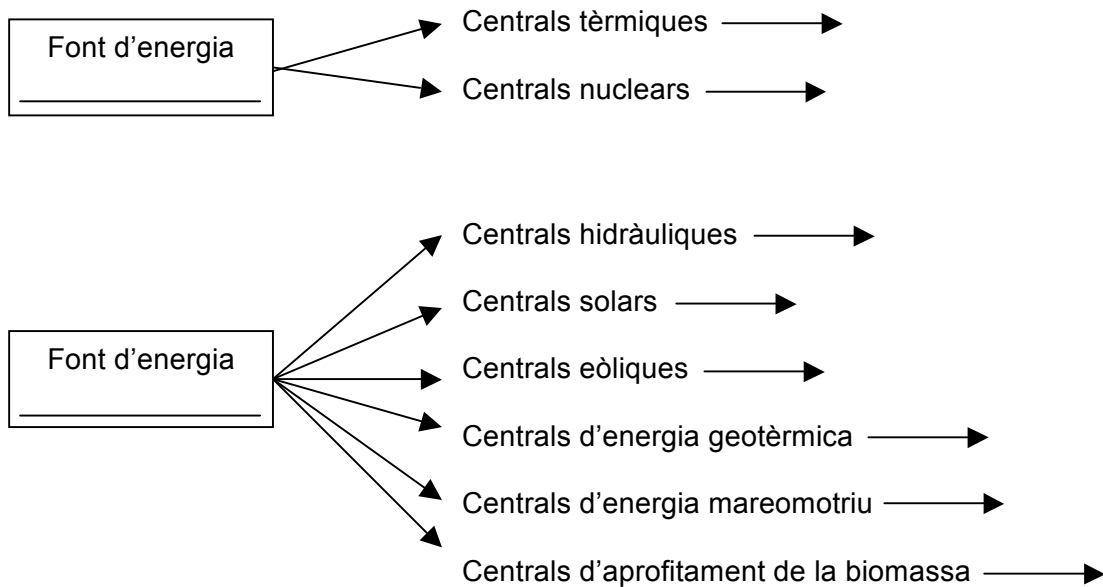 Font d’energia
Centrals tèrmiques
Centrals nuclears
Font d’energia
Centrals hidràuliques
Centrals solars
Centrals eòliques
Centrals d’energia geotèrmica
Centrals d’energia mareomotriu
Centrals d’aprofitament de la biomassa